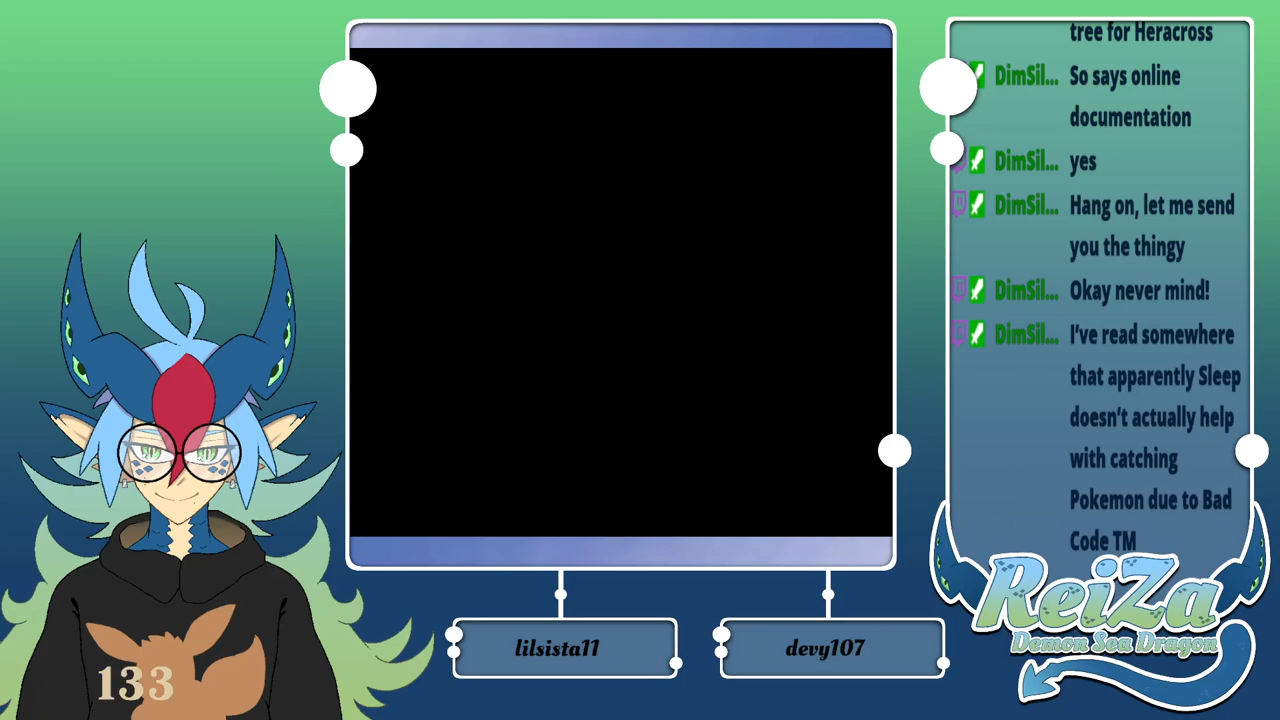 tree for Heracross
DimSil... So says online
documentation
DimSil... yes
DimSil... Hang on, let me send
you the thingy
DimSil... Okay never mind!
DimSil... I've read somewhere
that apparently Sleep
doesn't actually help
with catching
Pokemon due to Bad
Code TM
ReiZa
Demon Sea Dragon
lilsista11
devy107
133